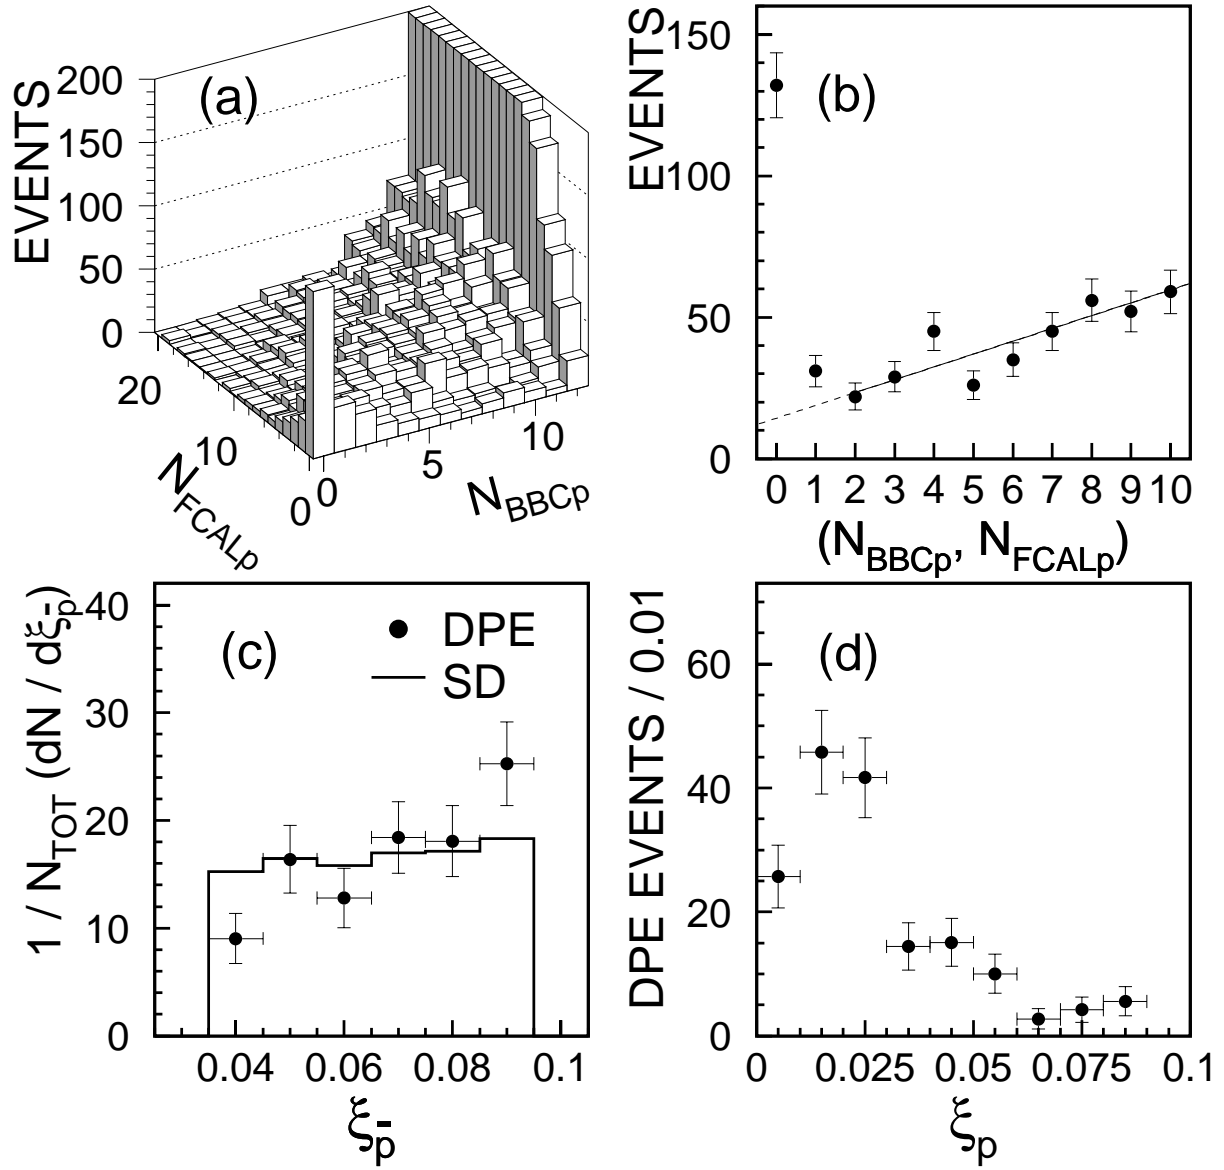 (a)
EVENTS
200
150
100
50
0
20
10
0
N_FCALp
0
5
10
N_BBCp
(b)
EVENTS
150
100
50
0
0 1 2 3 4 5 6 7 8 9 10
(N_BBCp, N_FCALp)
(c)
DPE
SD
1 / N_TOT (dN / dξ_p̄)
40
30
20
10
0
0.04 0.06 0.08 0.1
ξ_p̄
(d)
DPE EVENTS / 0.01
60
40
20
0
0 0.025 0.05 0.075 0.1
ξ_p